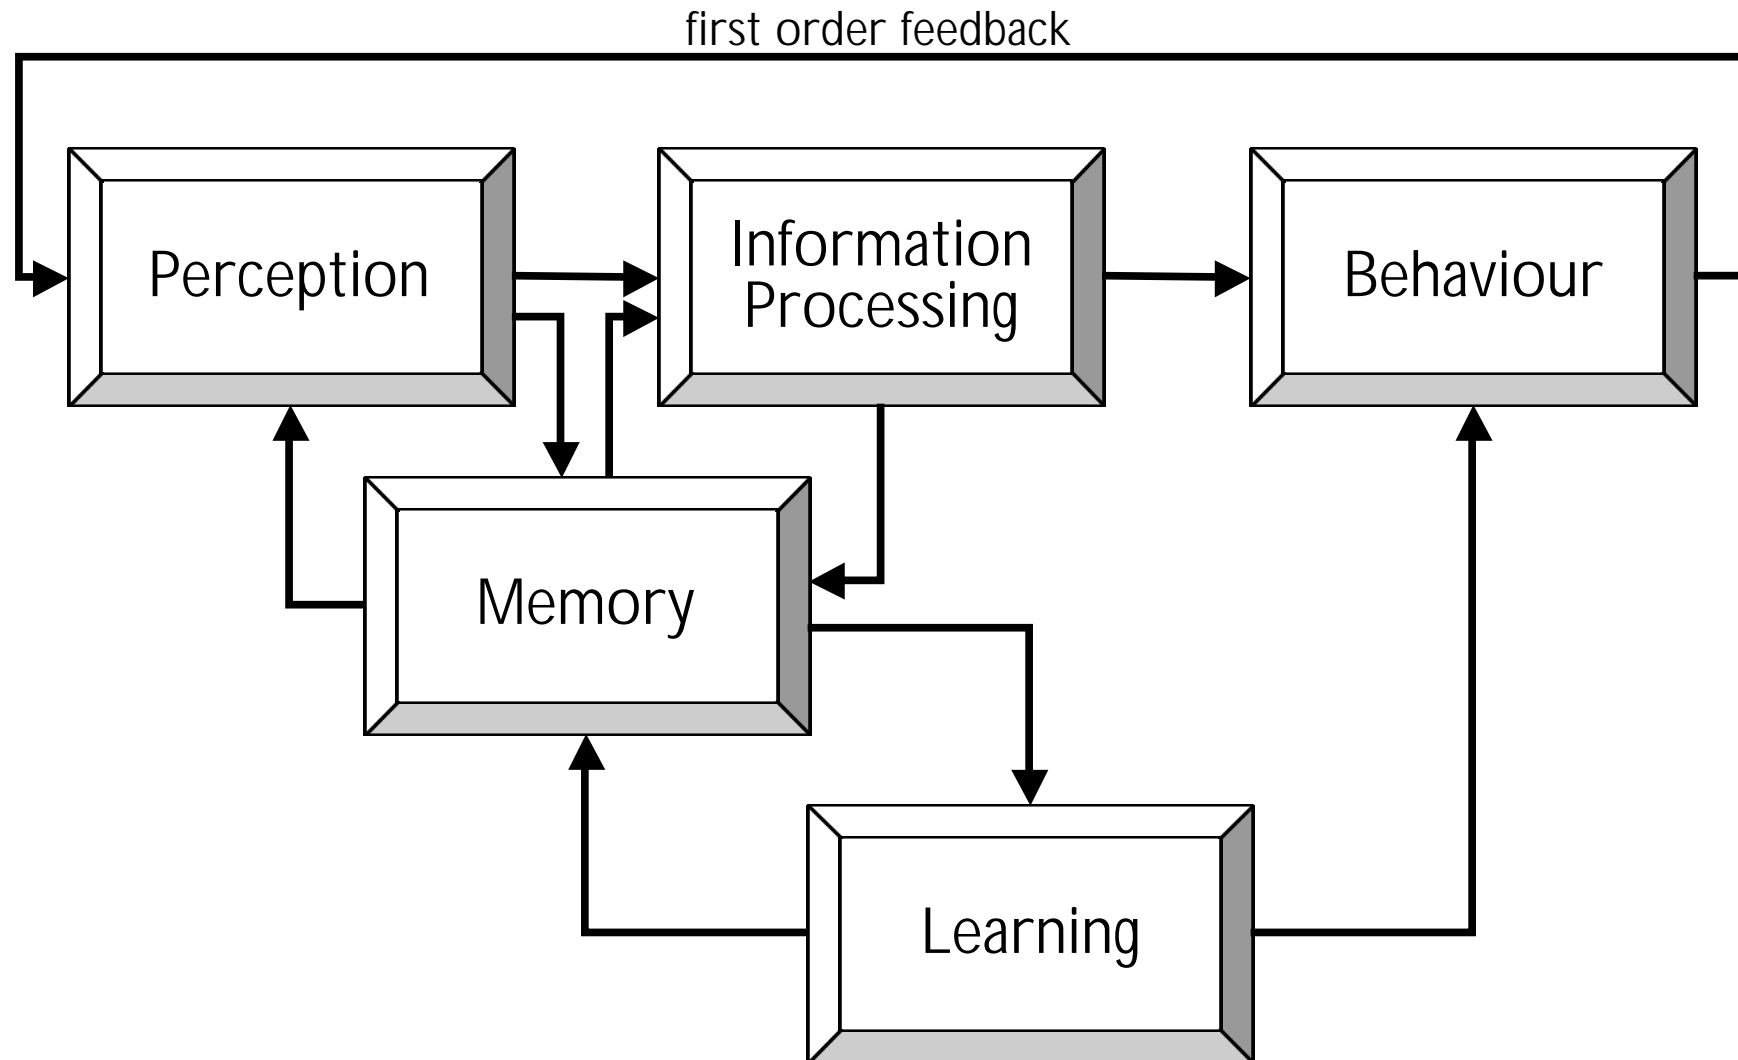 first order feedback
Perception
Information
Processing
Behaviour
Memory
Learning